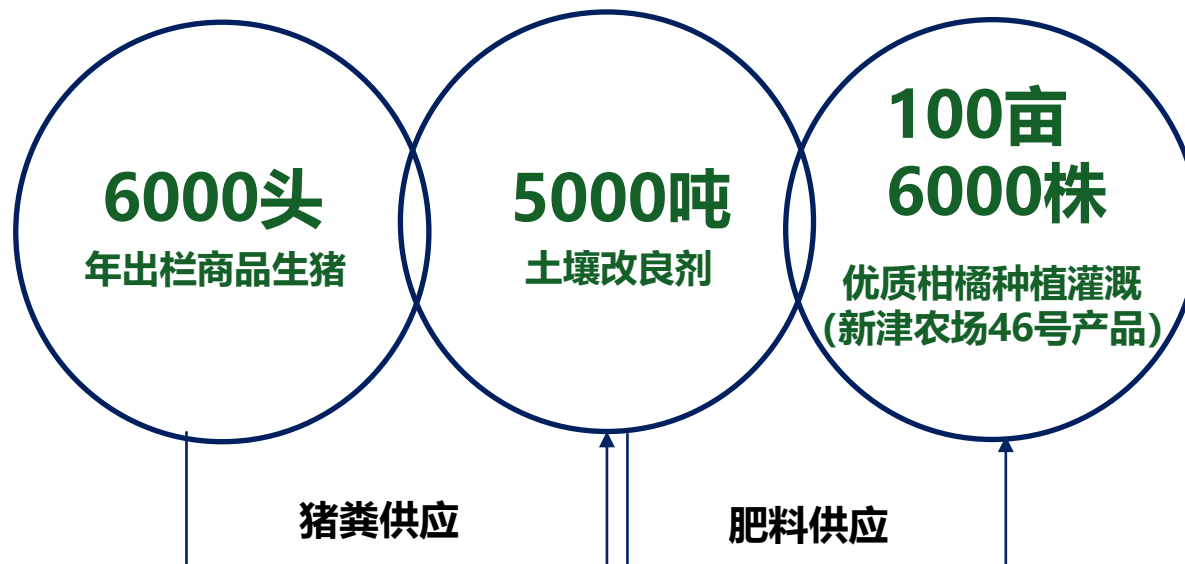 6000头
年出栏商品生猪
5000吨
土壤改良剂
100亩
6000株
优质柑橘种植灌溉
(新津农场46号产品)
猪粪供应
肥料供应